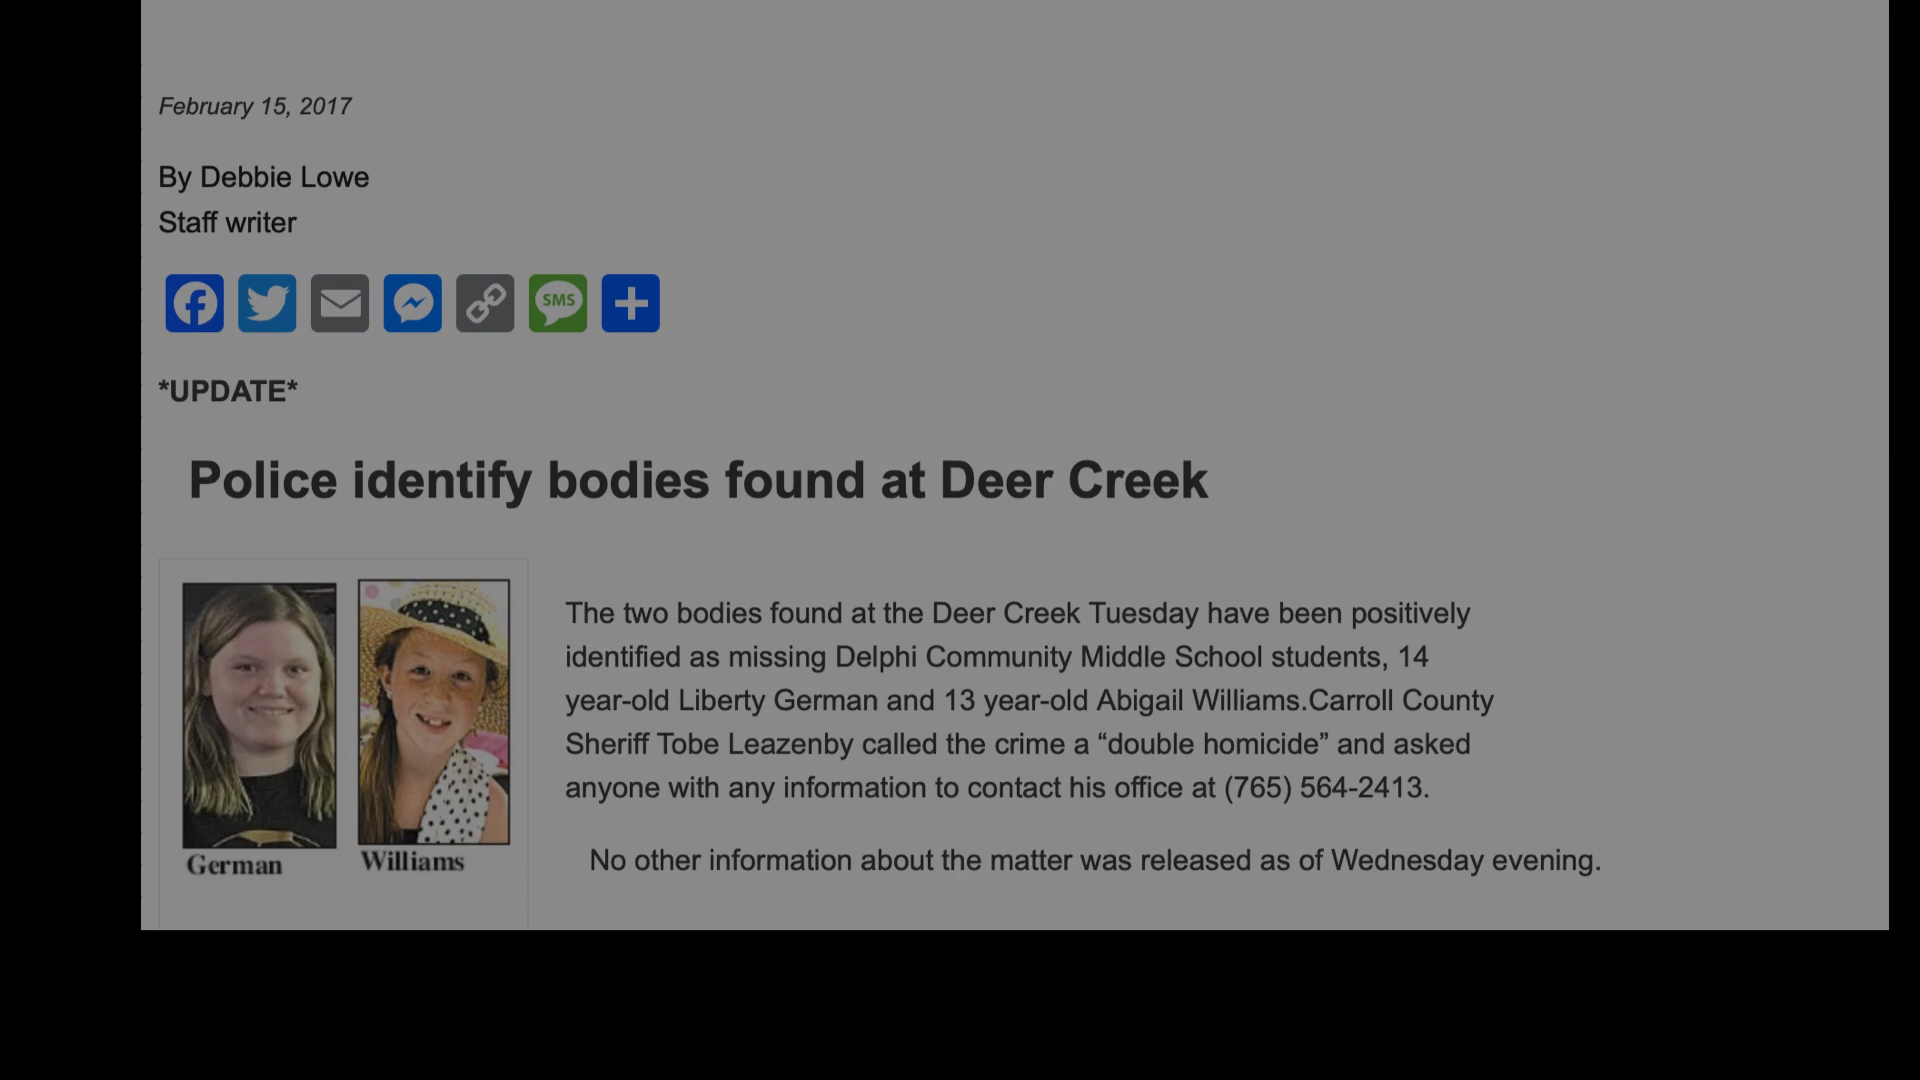 February 15, 2017
By Debbie Lowe
Staff writer
SMS
*UPDATE*
Police identify bodies found at Deer Creek
The two bodies found at the Deer Creek Tuesday have been positively
identified as missing Delphi Community Middle School students, 14
year-old Liberty German and 13 year-old Abigail Williams.Carroll County
Sheriff Tobe Leazenby called the crime a “double homicide” and asked
anyone with any information to contact his office at (765) 564-2413.
No other information about the matter was released as of Wednesday evening.
German
Williams